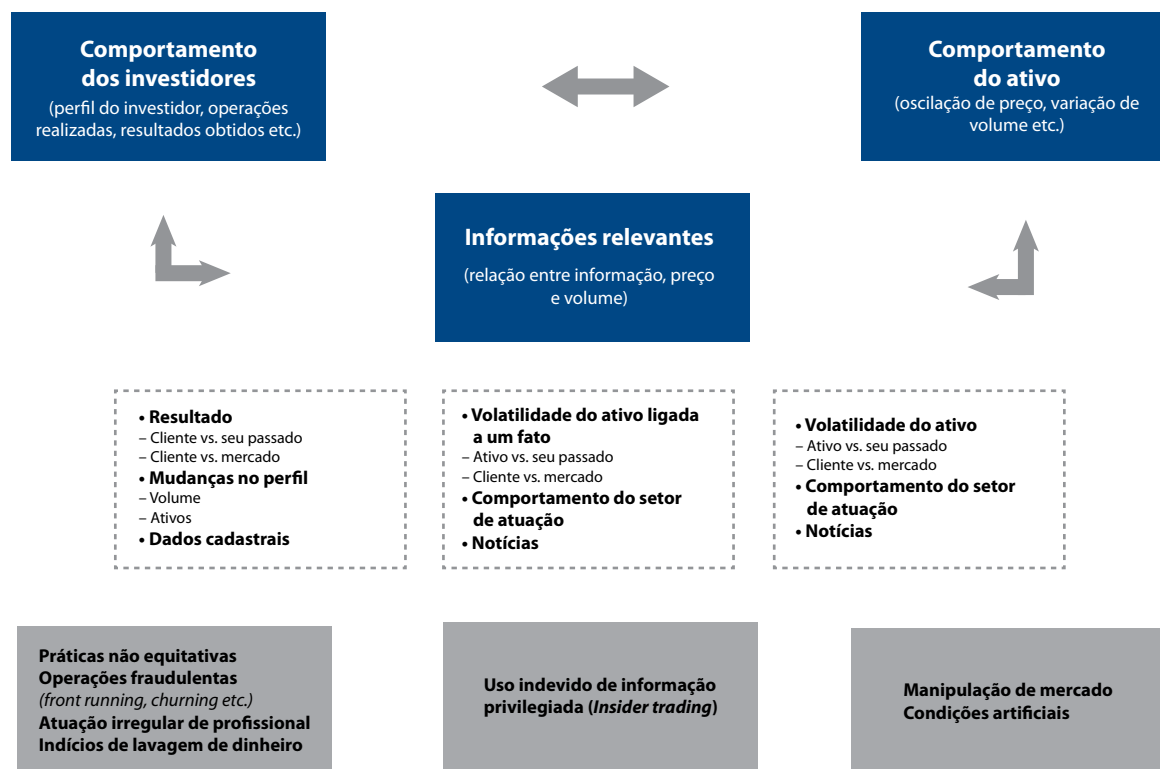 Comportamento
dos investidores
(perfil do investidor, operações
realizadas, resultados obtidos etc.)
Comportamento
do ativo
(oscilação de preço, variação de
volume etc.)
Informações relevantes
(relação entre informação, preço
e volume)
• Resultado
– Cliente vs. seu passado
– Cliente vs. mercado
• Mudanças no perfil
– Volume
– Ativos
• Dados cadastrais
• Volatilidade do ativo ligada
a um fato
– Ativo vs. seu passado
– Cliente vs. mercado
• Comportamento do setor
de atuação
• Notícias
• Volatilidade do ativo
– Ativo vs. seu passado
– Cliente vs. mercado
• Comportamento do setor
de atuação
• Notícias
Práticas não equitativas
Operações fraudulentas
(front running, churning etc.)
Atuação irregular de profissional
Indícios de lavagem de dinheiro
Uso indevido de informação
privilegiada (Insider trading)
Manipulação de mercado
Condições artificiais